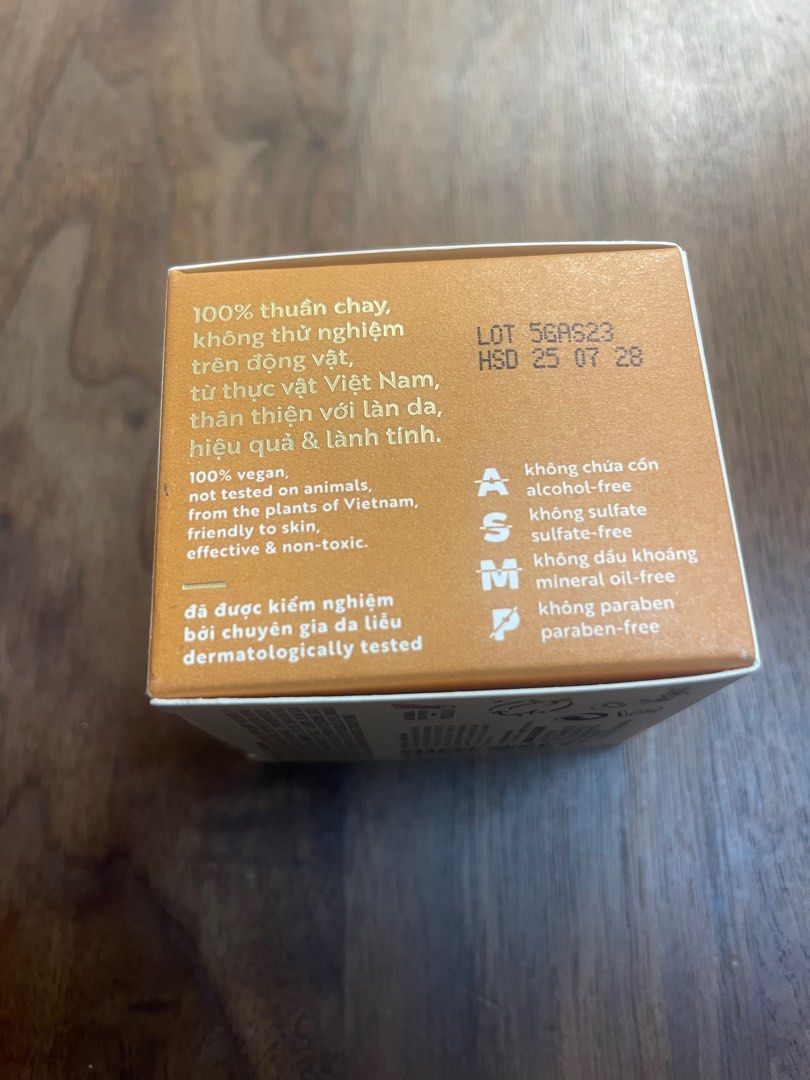 100% thuần chay,
không thử nghiệm
trên động vật,
từ thực vật Việt Nam,
thân thiện với làn da,
hiệu quả & lành tính.
100% vegan,
not tested on animals,
from the plants of Vietnam,
friendly to skin,
effective & non-toxic.
đã được kiểm nghiệm
bởi chuyên gia da liễu
dermatologically tested
LOT 5GAS23
HSD 25 07 28
A không chứa cồn
alcohol-free
S không sulfate
sulfate-free
M không dầu khoáng
mineral oil-free
P không paraben
paraben-free